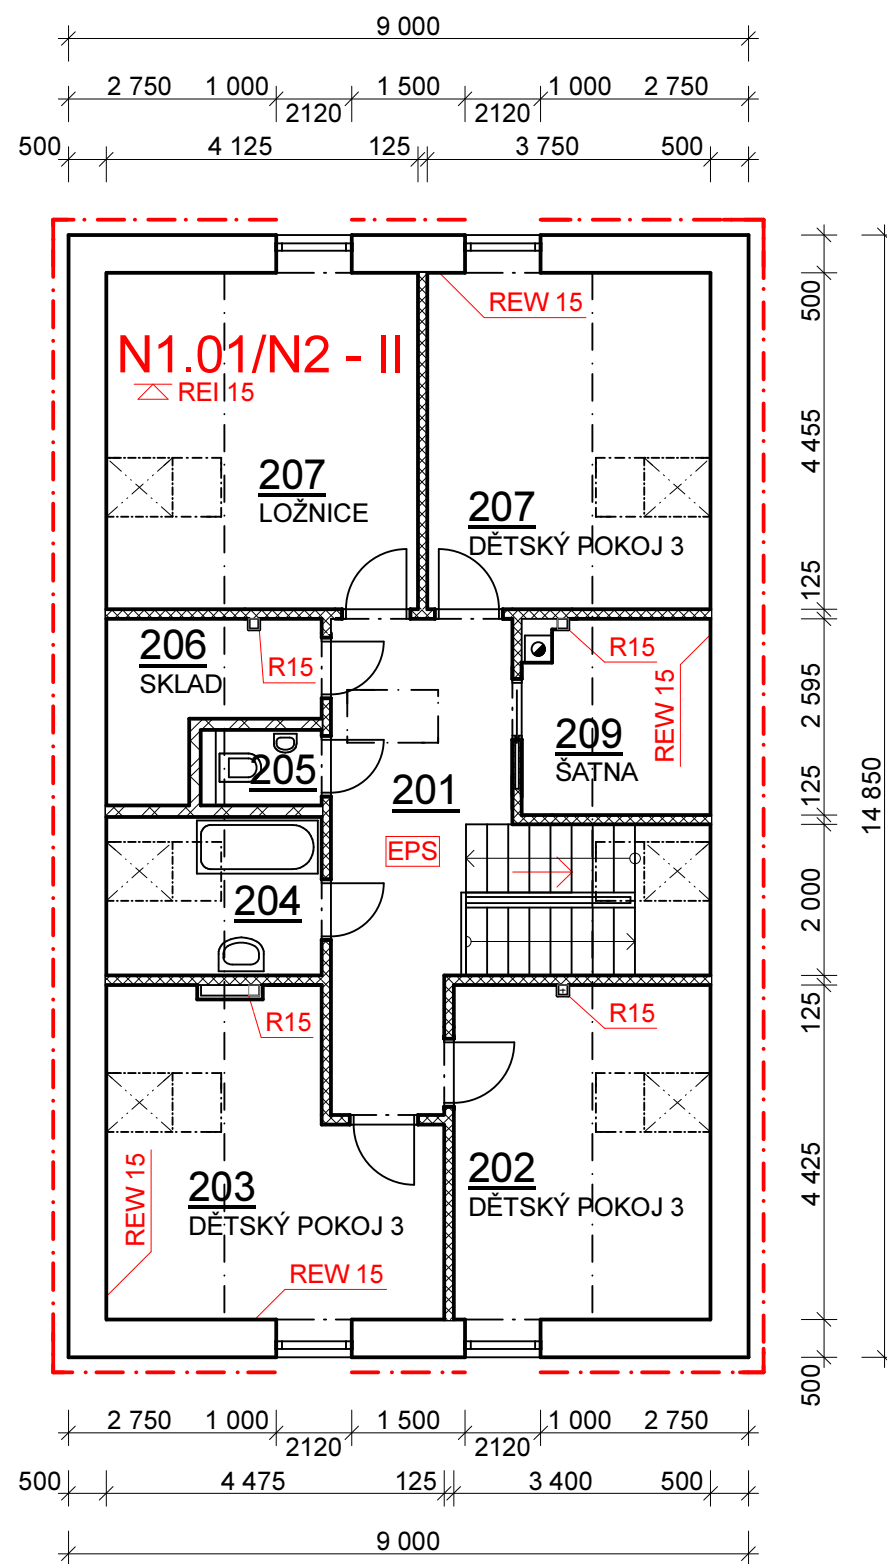 9 000
2 750 1 000 1 500 1 000 2 750
2120 2120
500 4 125 125 3 750 500
REW 15
500
N1.01/N2 - II
REI 15
4 455
207
LOŽNICE
207
DĚTSKÝ POKOJ 3
125
206
SKLAD
R15
R15
REW 15
2 595
209
ŠATNA
205
201
125
14 850
EPS
204
2 000
R15
R15
125
203
DĚTSKÝ POKOJ 3
202
DĚTSKÝ POKOJ 3
REW 15
4 425
REW 15
500
2 750 1 000 1 500 1 000 2 750
2120 2120
500 4 475 125 3 400 500
9 000